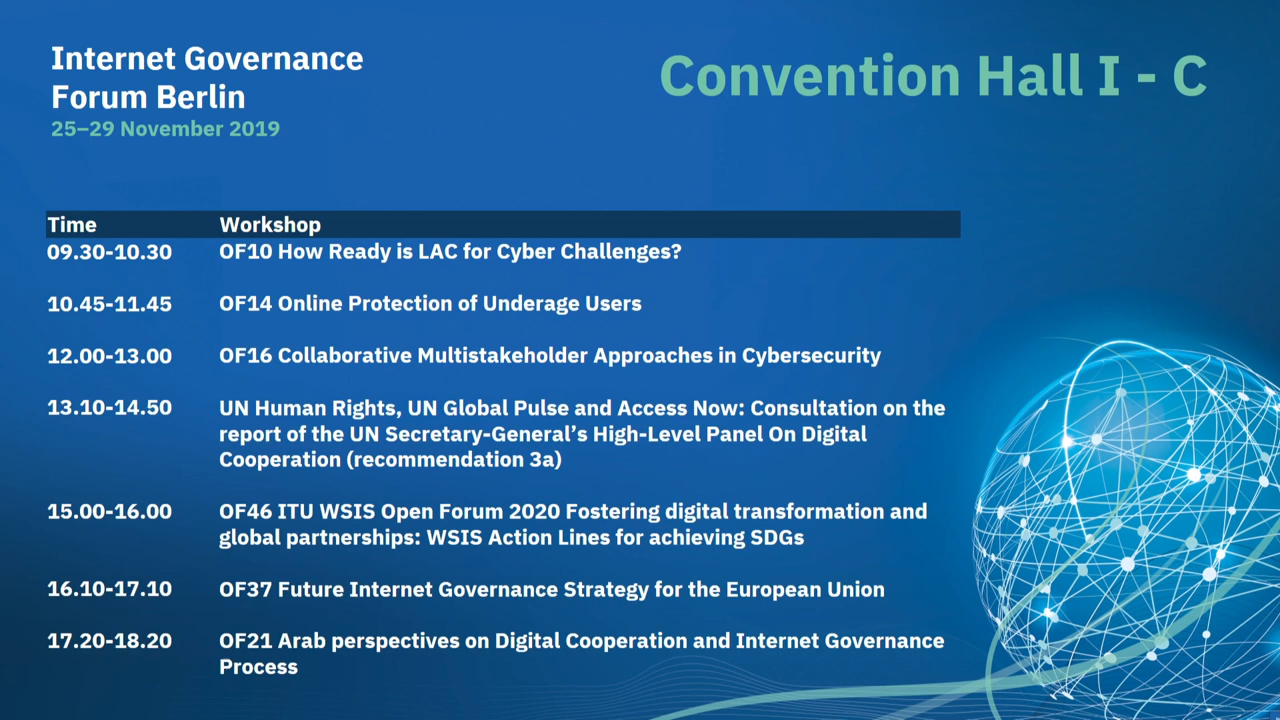 Internet Governance
Forum Berlin
25–29 November 2019
Convention Hall I - C
Time Workshop
09.30-10.30 OF10 How Ready is LAC for Cyber Challenges?
10.45-11.45 OF14 Online Protection of Underage Users
12.00-13.00 OF16 Collaborative Multistakeholder Approaches in Cybersecurity
13.10-14.50 UN Human Rights, UN Global Pulse and Access Now: Consultation on the
report of the UN Secretary-General’s High-Level Panel On Digital
Cooperation (recommendation 3a)
15.00-16.00 OF46 ITU WSIS Open Forum 2020 Fostering digital transformation and
global partnerships: WSIS Action Lines for achieving SDGs
16.10-17.10 OF37 Future Internet Governance Strategy for the European Union
17.20-18.20 OF21 Arab perspectives on Digital Cooperation and Internet Governance
Process